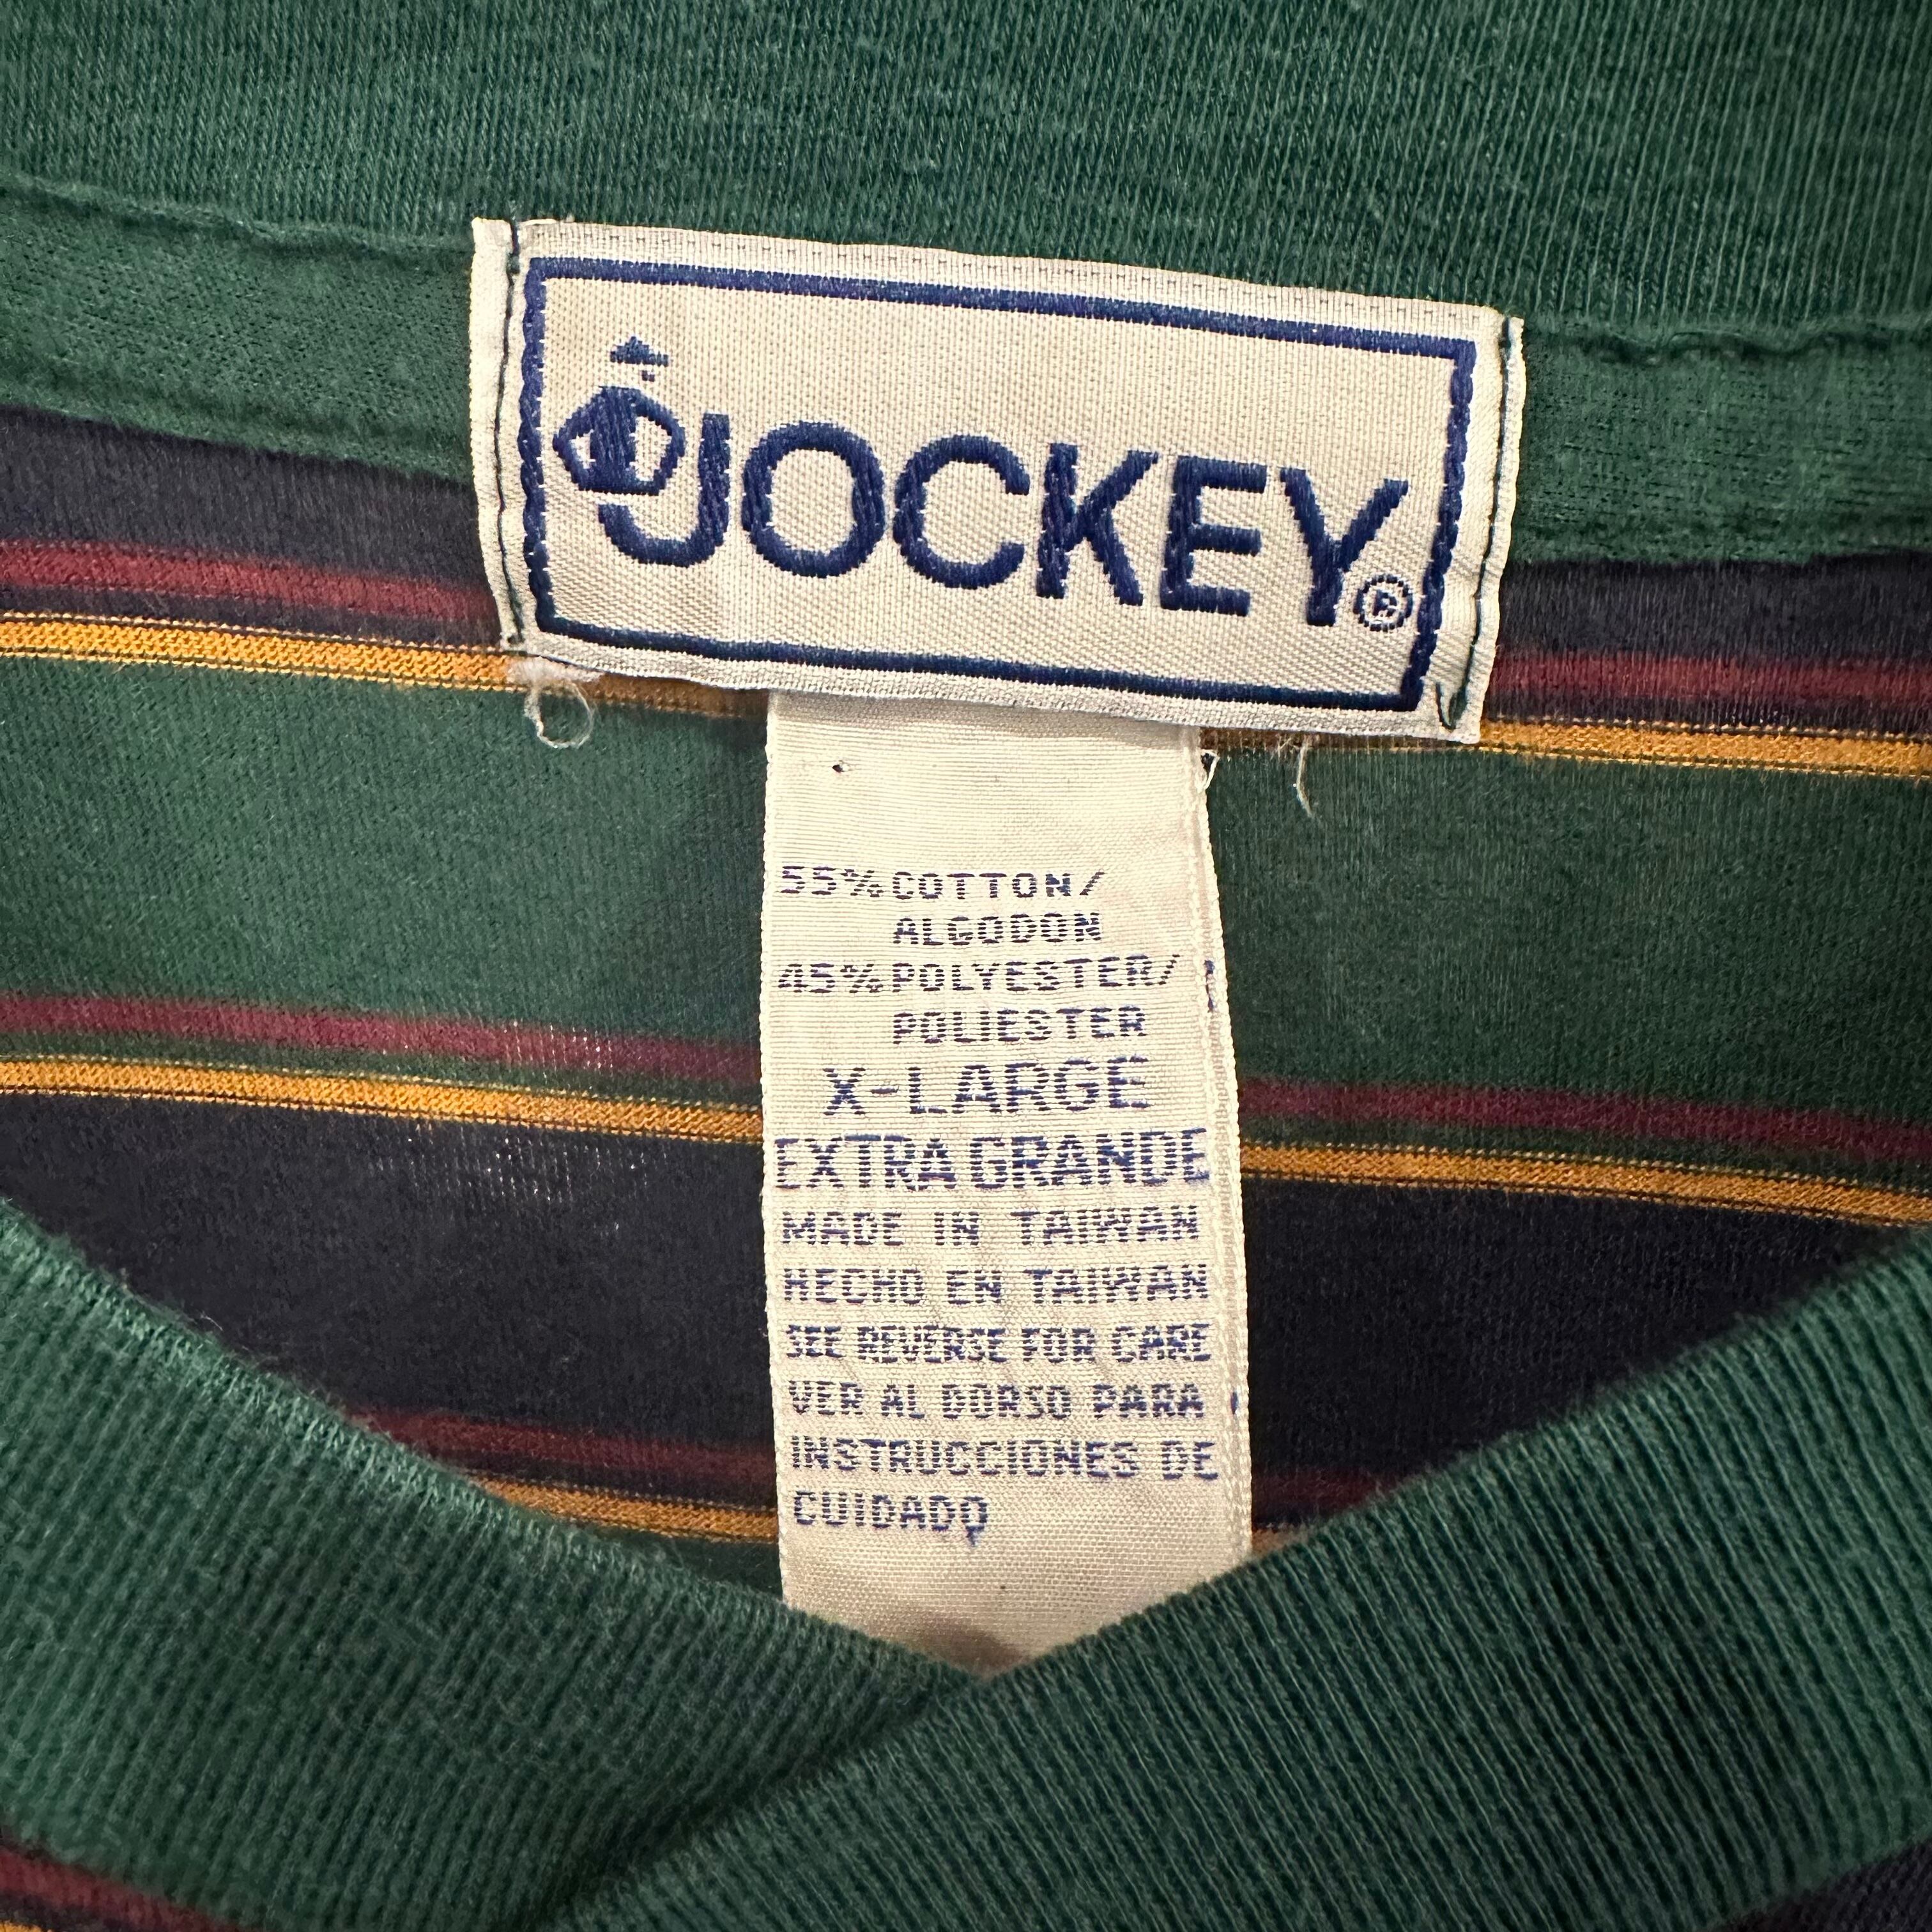 JOCKEY®
55% COTTON/
ALGODON
45% POLYESTER/
POLIESTER
X-LARGE
EXTRA GRANDE
MADE IN TAIWAN
HECHO EN TAIWAN
SEE REVERSE FOR CARE
VER AL DORSO PARA
INSTRUCCIONES DE
CUIDADO